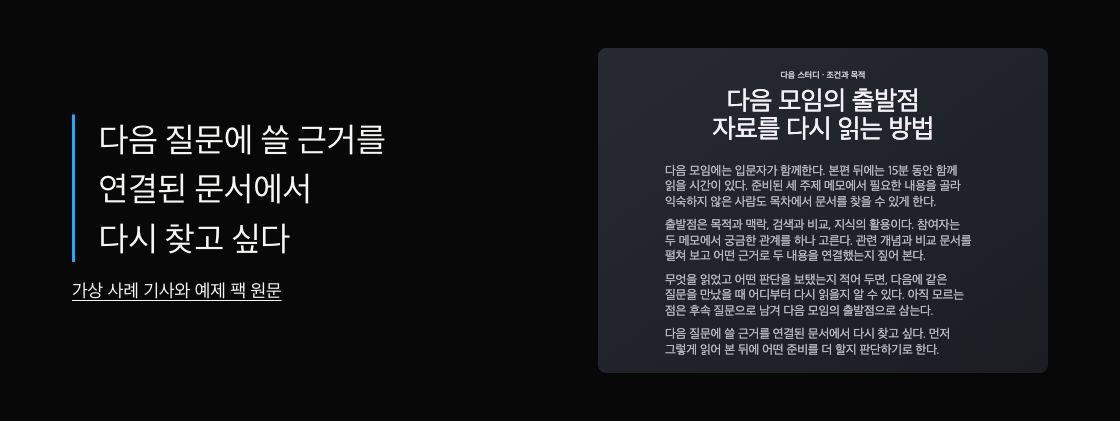 다음 질문에 쓸 근거를
연결된 문서에서
다시 찾고 싶다
가상 사례 기사와 예제 팩 원문
다음 스터디 · 조건과 목적
다음 모임의 출발점
자료를 다시 읽는 방법
다음 모임에는 입문자가 함께한다. 본편 뒤에는 15분 동안 함께
읽을 시간이 있다. 준비된 세 주제 메모에서 필요한 내용을 골라
익숙하지 않은 사람도 목차에서 문서를 찾을 수 있게 한다.
출발점은 목적과 맥락, 검색과 비교, 지식의 활용이다. 참여자는
두 메모에서 궁금한 관계를 하나 고른다. 관련 개념과 비교 문서를
펼쳐 보고 어떤 근거로 두 내용을 연결했는지 짚어 본다.
무엇을 읽었고 어떤 판단을 보탰는지 적어 두면, 다음에 같은
질문을 만났을 때 어디부터 다시 읽을지 알 수 있다. 아직 모르는
점은 후속 질문으로 남겨 다음 모임의 출발점으로 삼는다.
다음 질문에 쓸 근거를 연결된 문서에서 다시 찾고 싶다. 먼저
그렇게 읽어 본 뒤에 어떤 준비를 더 할지 판단하기로 한다.